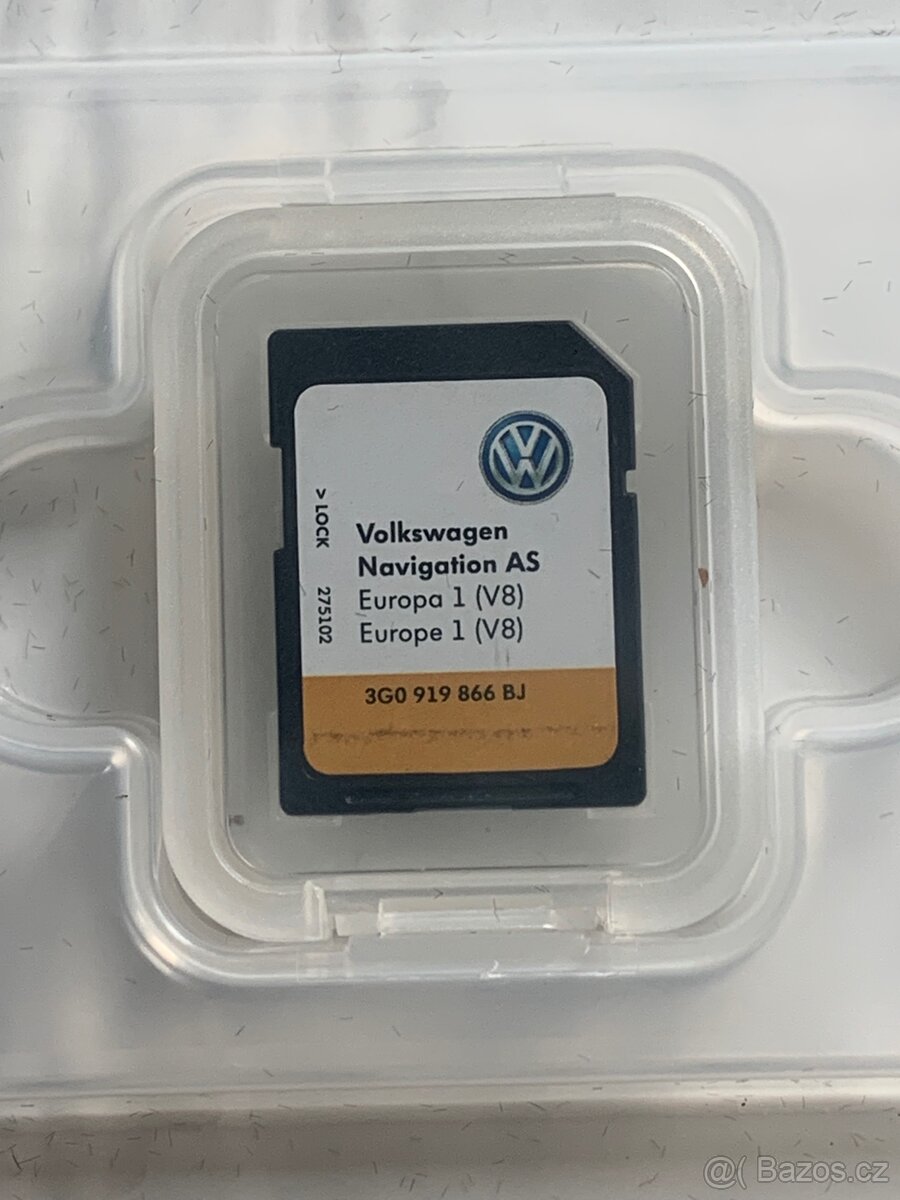 > LOCK
275102
Volkswagen
Navigation AS
Europa 1 (V8)
Europe 1 (V8)
3G0 919 866 BJ
@( Bazos.cz